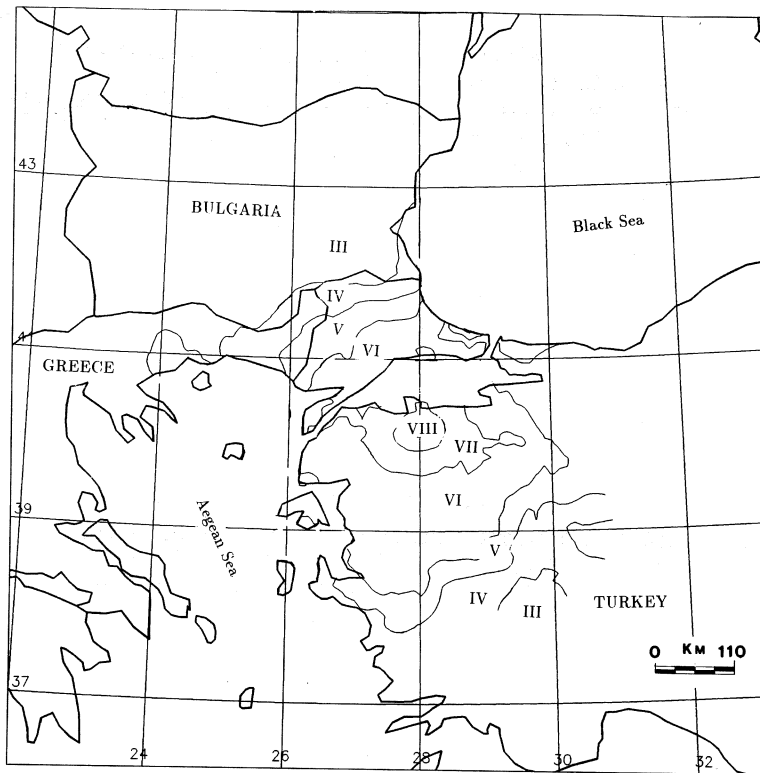 43
BULGARIA
Black Sea
III
IV
V
VI
GREECE
VIII
VII
VI
39
Aegean Sea
V
IV
III
TURKEY
0 KM 110
37
24
26
28
30
32